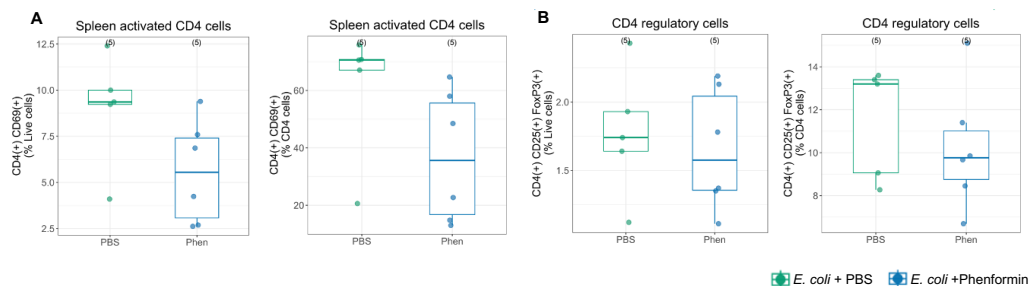 A
Spleen activated CD4 cells
CD4(+) CD69(+)
(% Live cells)
12.5
10.0
7.5
5.0
2.5
(5)
(5)
PBS
Phen
Spleen activated CD4 cells
CD4(+) CD69(+)
(% CD4 cells)
60
40
20
(5)
(5)
PBS
Phen
B
CD4 regulatory cells
CD4(+) CD25(+) FoxP3(+)
(% Live cells)
2.0
1.5
(5)
(5)
PBS
Phen
CD4 regulatory cells
CD4(+) CD25(+) FoxP3(+)
(% CD4 cells)
14
12
10
8
(5)
(5)
PBS
Phen
E. coli + PBS
E. coli +Phenformin